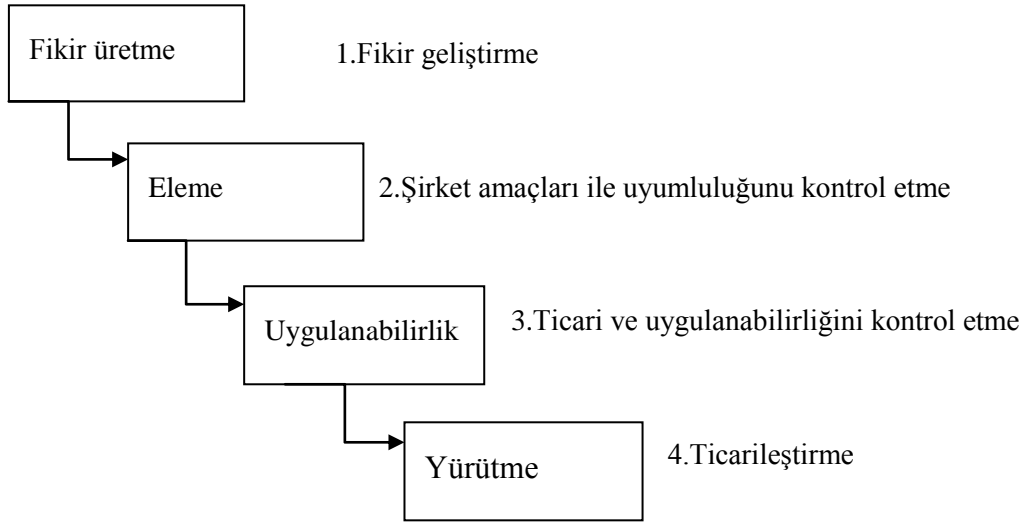 Fikir üretme
1.Fikir geliştirme
Eleme
2.Şirket amaçları ile uyumluluğunu kontrol etme
Uygulanabilirlik
3.Ticari ve uygulanabilirliğini kontrol etme
Yürütme
4.Ticarileştirme